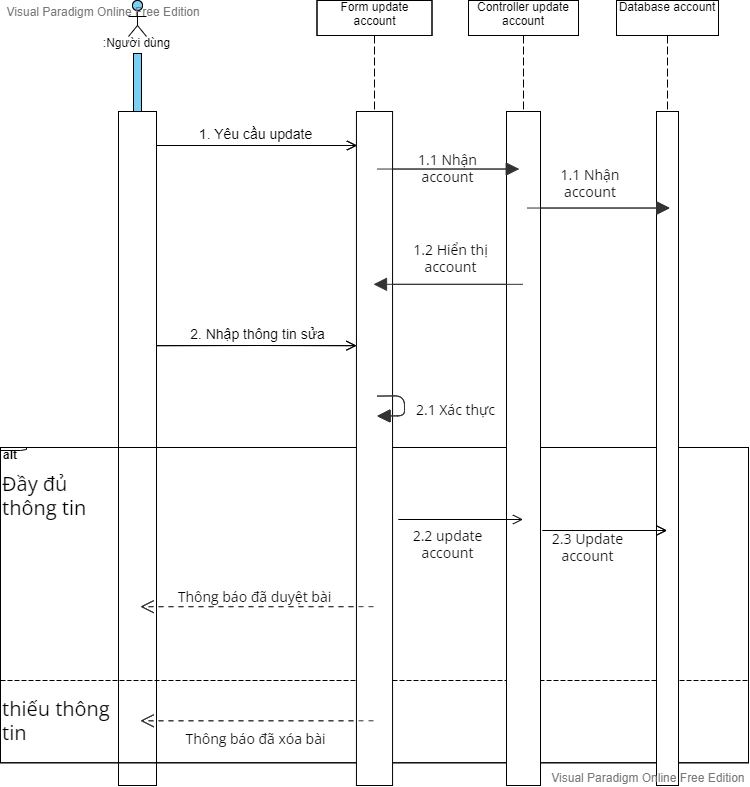 Visual Paradigm Online Free Edition
:Người dùng
Form update
account
Controller update
account
Database account
1. Yêu cầu update
1.1 Nhận
account
1.1 Nhận
account
1.2 Hiển thị
account
2. Nhập thông tin sửa
2.1 Xác thực
alt
Đầy đủ
thông tin
2.2 update
account
2.3 Update
account
Thông báo đã duyệt bài
thiếu thông
tin
Thông báo đã xóa bài
Visual Paradigm Online Free Edition